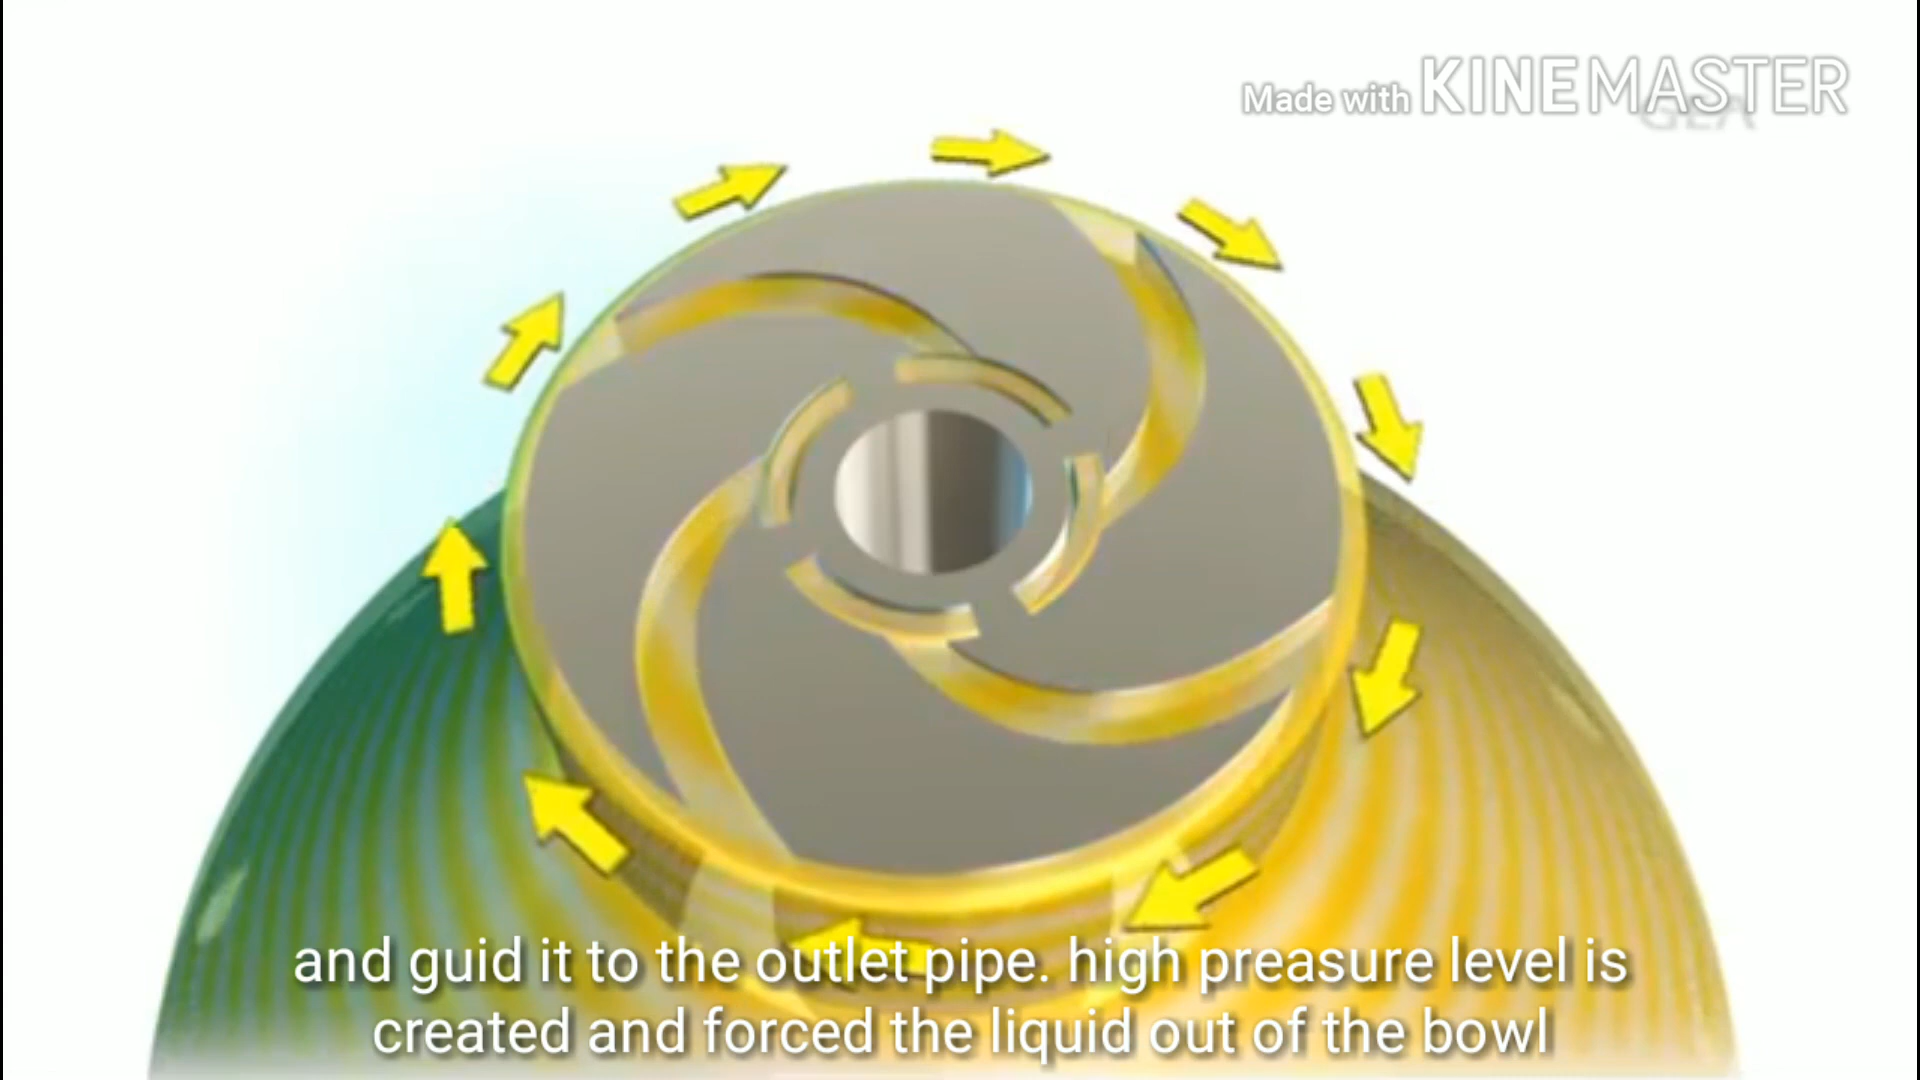 Made with KINEMASTER
GEA
and guid it to the outlet pipe. high preasure level is
created and forced the liquid out of the bowl